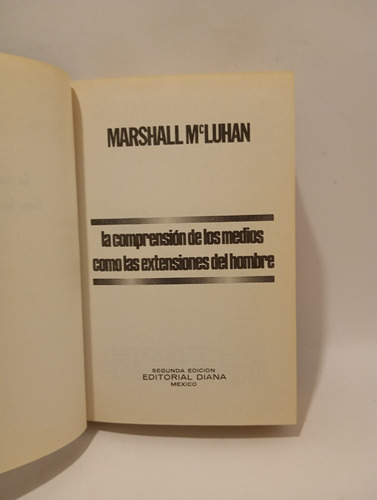 MARSHALL McLUHAN
la comprensión de los medios
como las extensiones del hombre
SEGUNDA EDICION
EDITORIAL DIANA
MEXICO